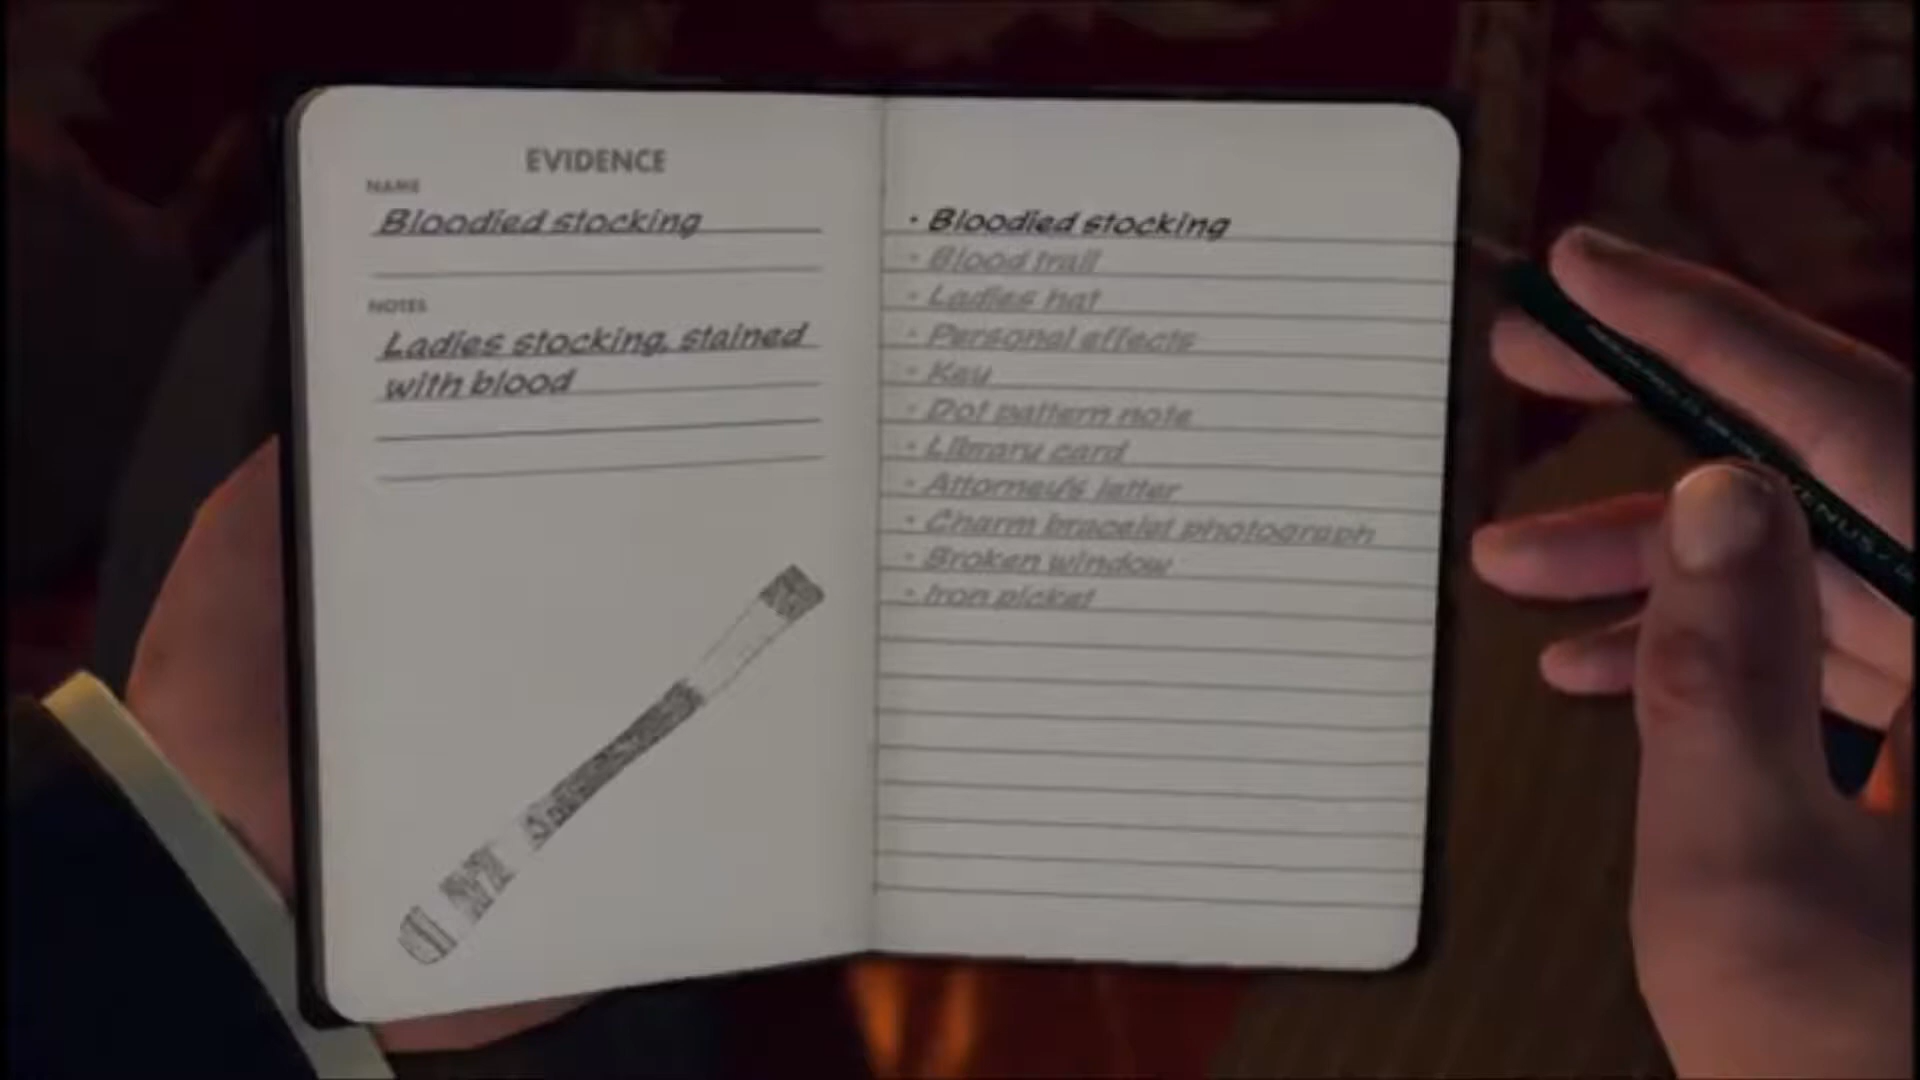 EVIDENCE
NAME
Bloodied stocking
NOTES
Ladies stocking, stained
with blood
• Bloodied stocking
• Blood trail
• Ladies hat
• Personal effects
• Key
• Dot pattern note
• Library card
• Attorney's letter
• Charm bracelet photograph
• Broken window
• Iron picket
VENUS